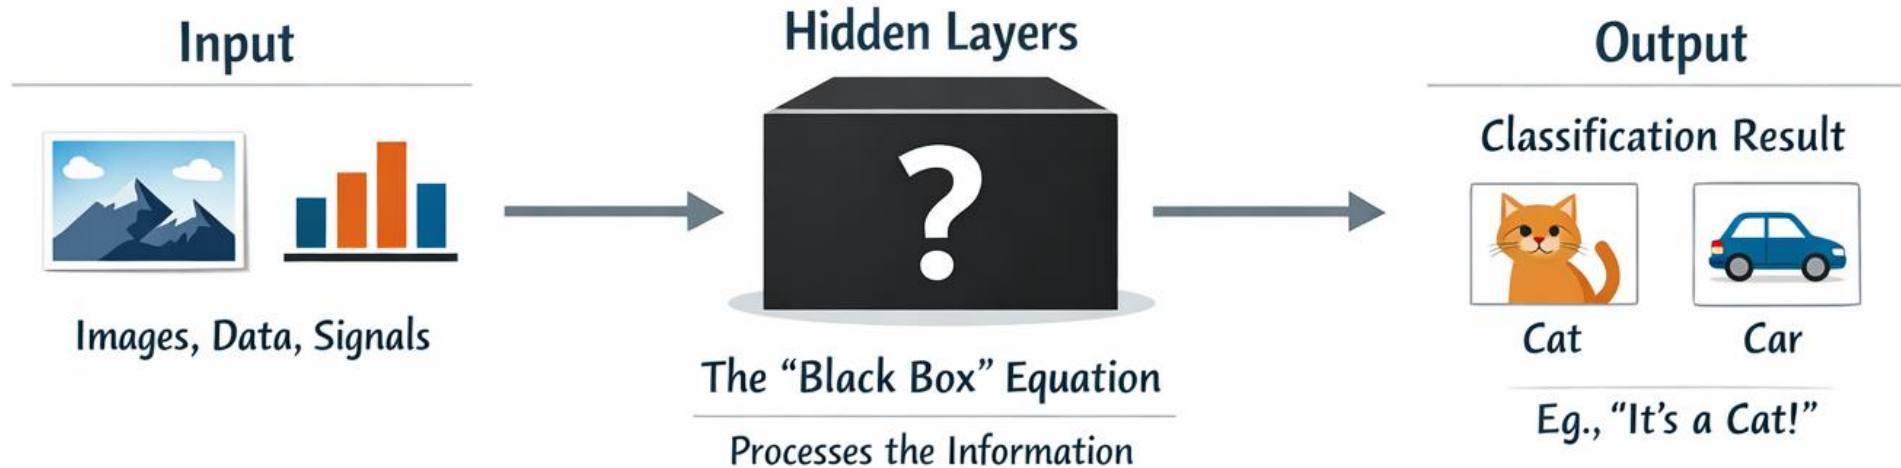 Input
Images, Data, Signals
Hidden Layers
?
The “Black Box” Equation
Processes the Information
Output
Classification Result
Cat
Car
Eg., “It’s a Cat!”